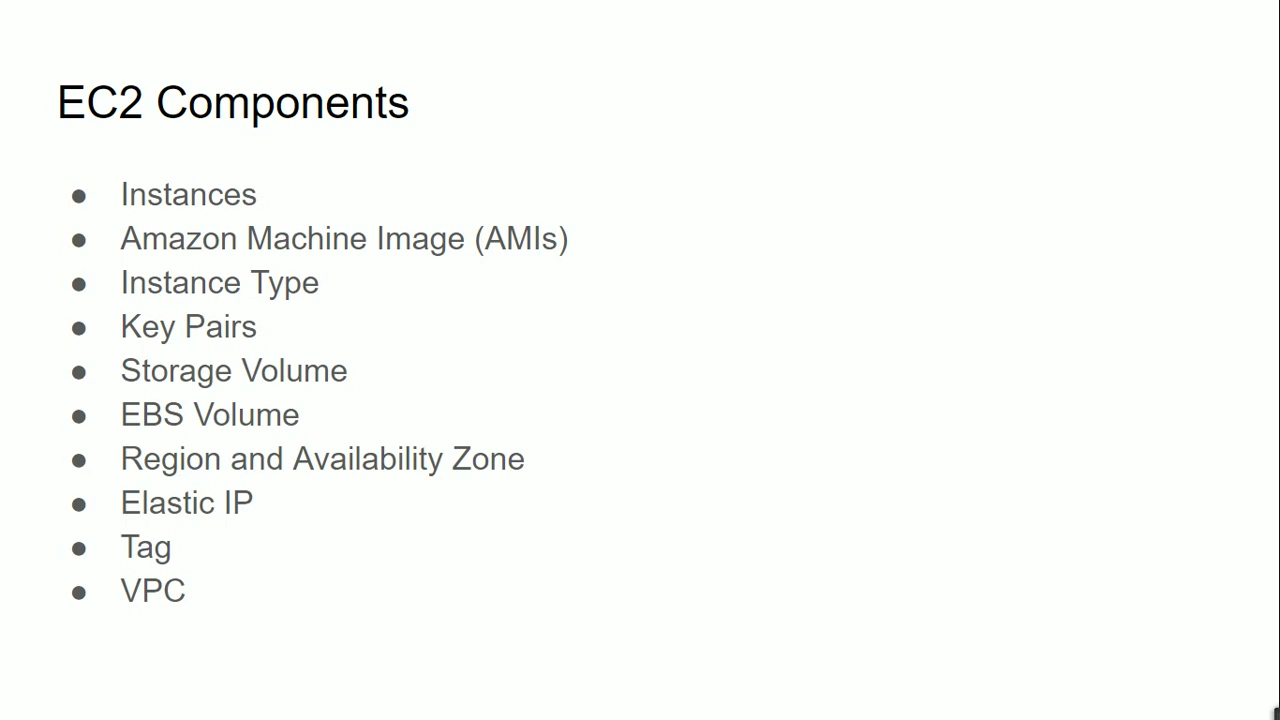 EC2 Components
● Instances
● Amazon Machine Image (AMIs)
● Instance Type
● Key Pairs
● Storage Volume
● EBS Volume
● Region and Availability Zone
● Elastic IP
● Tag
● VPC